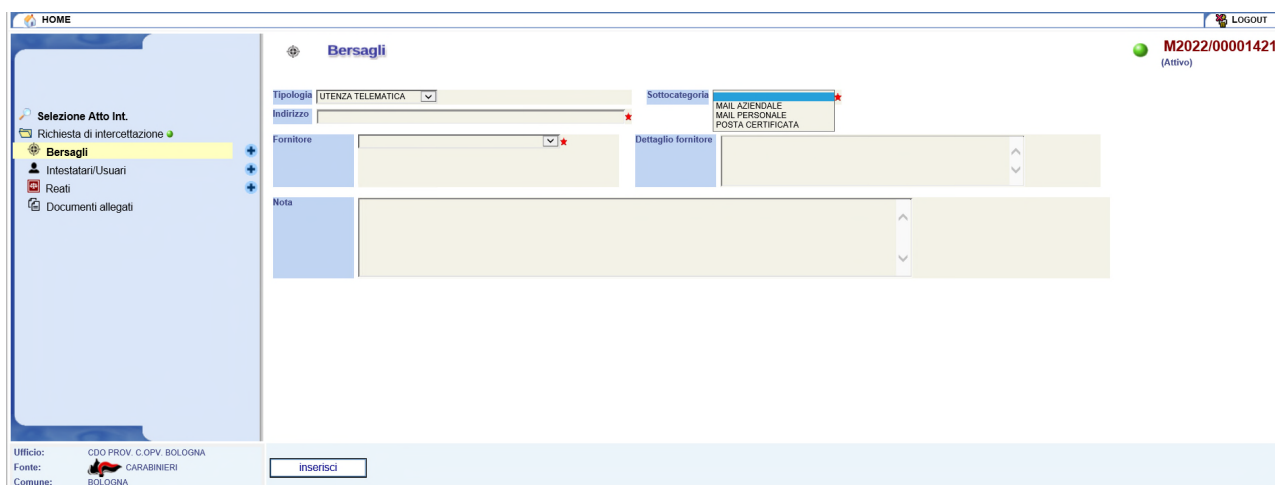 HOME
LOGOUT
Bersagli
M2022/00001421
(Attivo)
Tipologia UTENZA TELEMATICA
Sottocategoria
MAIL AZIENDALE
MAIL PERSONALE
POSTA CERTIFICATA
Indirizzo
Fornitore
Dettaglio fornitore
Nota
Selezione Atto Int.
Richiesta di intercettazione
Bersagli
Intestatari/Usuari
Reati
Documenti allegati
Ufficio: CDO PROV. C.OPV. BOLOGNA
Fonte: CARABINIERI
Comune: BOLOGNA
inserisci